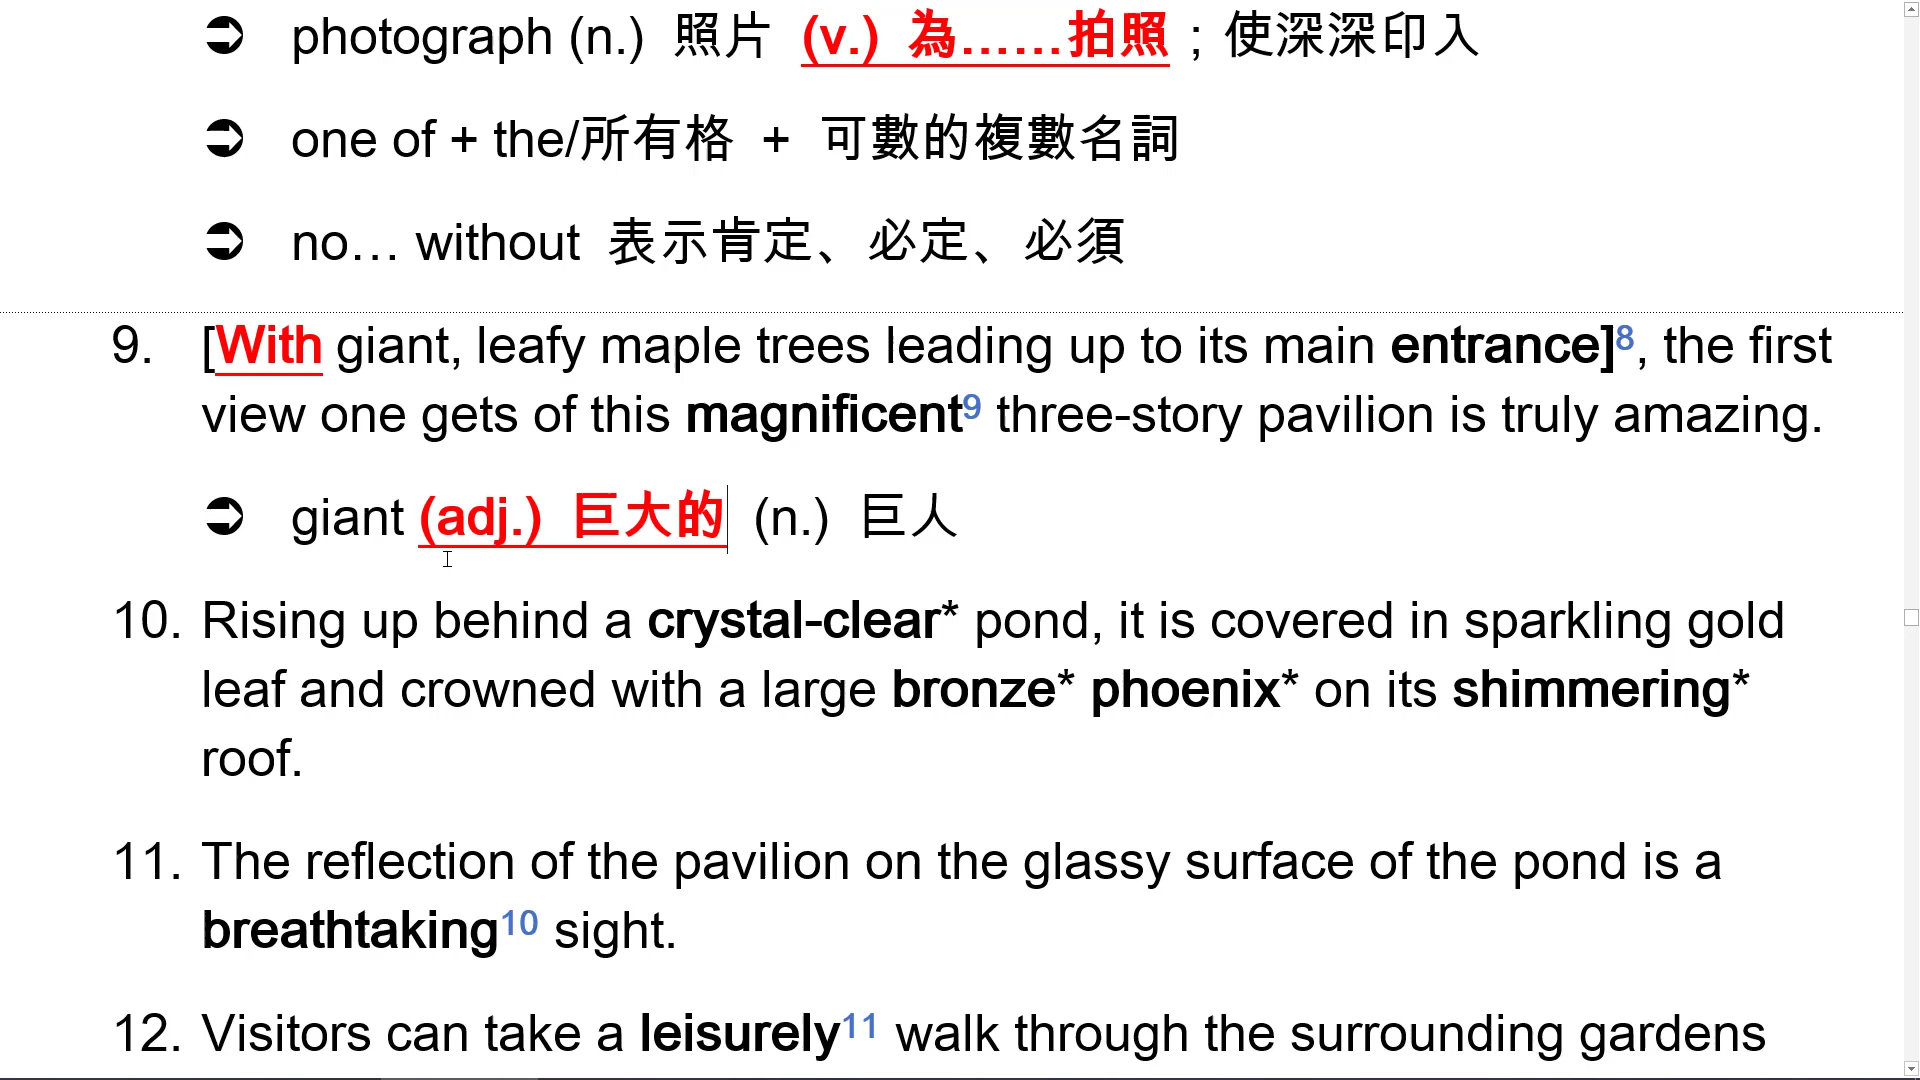 ➲ photograph (n.) 照片 (v.) 為……拍照；使深深印入
➲ one of + the/所有格 + 可數的複數名詞
➲ no… without 表示肯定、必定、必須
9. [With giant, leafy maple trees leading up to its main entrance]8, the first
view one gets of this magnificent9 three-story pavilion is truly amazing.
➲ giant (adj.) 巨大的 (n.) 巨人
10. Rising up behind a crystal-clear* pond, it is covered in sparkling gold
leaf and crowned with a large bronze* phoenix* on its shimmering*
roof.
11. The reflection of the pavilion on the glassy surface of the pond is a
breathtaking10 sight.
12. Visitors can take a leisurely11 walk through the surrounding gardens